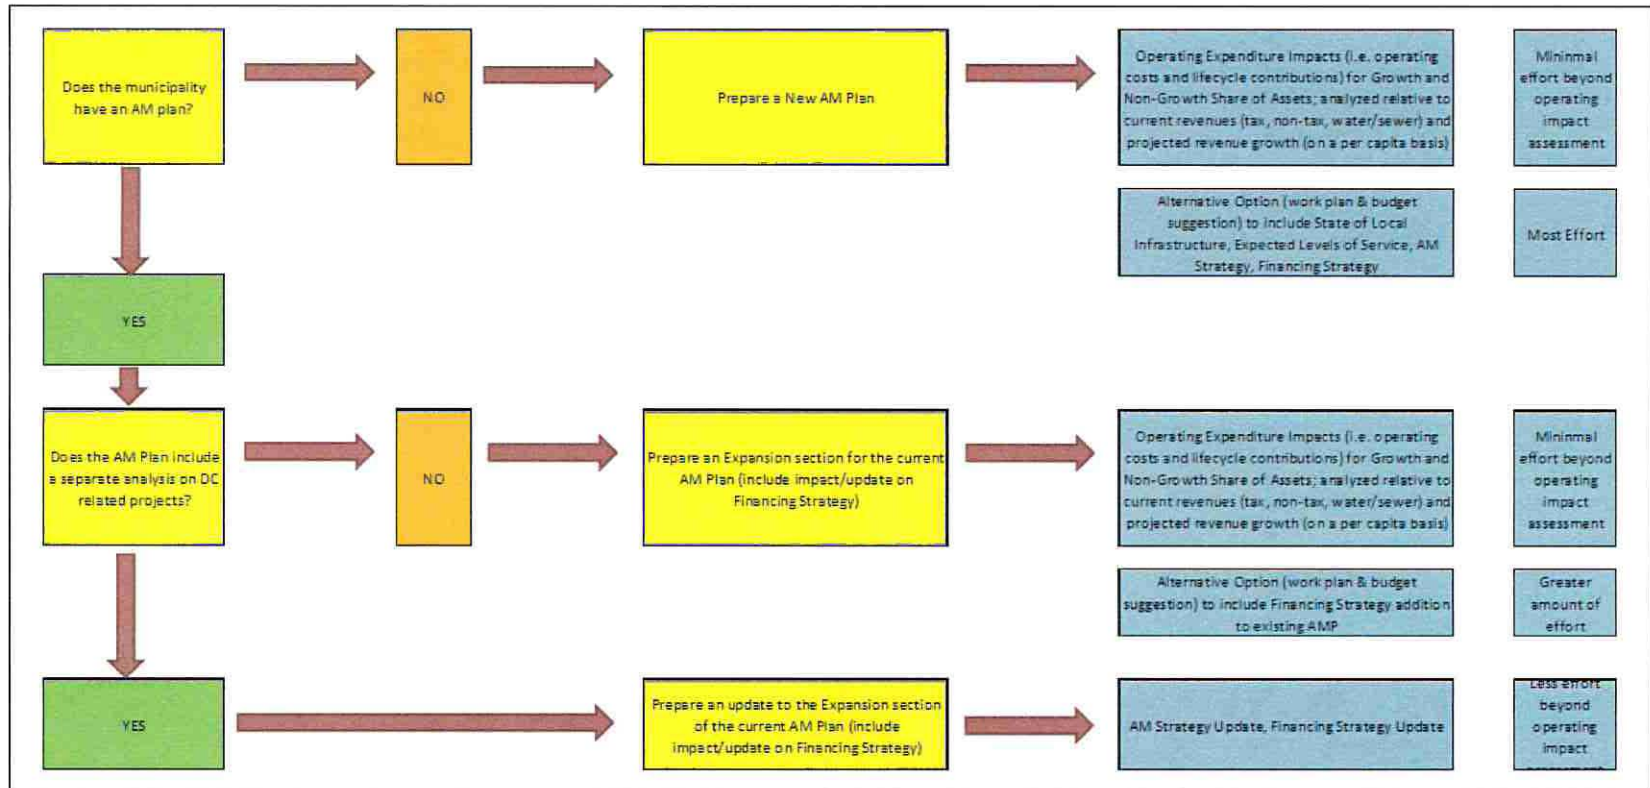 Does the municipality
have an AM plan?
NO
Prepare a New AM Plan
Operating Expenditure Impacts (i.e. operating
costs and lifecycle contributions) for Growth and
Non-Growth Share of Assets; analyzed relative to
current revenues (tax, non-tax, water/sewer) and
projected revenue growth (on a per capita basis)
Mininmal
effort beyond
operating
impact
assessment
Alternative Option (work plan & budget
suggestion) to include State of Local
Infrastructure, Expected Levels of Service, AM
Strategy, Financing Strategy
Most Effort
YES
Does the AM Plan include
a separate analysis on DC
related projects?
NO
Prepare an Expansion section for the current
AM Plan (include impact/update on
Financing Strategy)
Operating Expenditure Impacts (i.e. operating
costs and lifecycle contributions) for Growth and
Non-Growth Share of Assets; analyzed relative to
current revenues (tax, non-tax, water/sewer) and
projected revenue growth (on a per capita basis)
Mininmal
effort beyond
operating
impact
assessment
Alternative Option (work plan & budget
suggestion) to include Financing Strategy addition
to existing AMP
Greater
amount of
effort
YES
Prepare an update to the Expansion section
of the current AM Plan (include
impact/update on Financing Strategy)
AM Strategy Update, Financing Strategy Update
Less effort
beyond
operating
impact